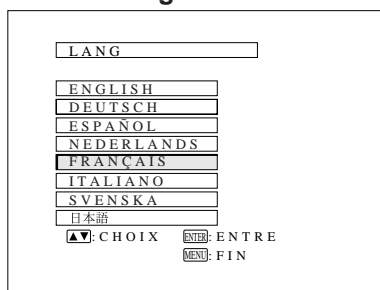 LANG
ENGLISH
DEUTSCH
ESPAÑOL
NEDERLANDS
FRANÇAIS
ITALIANO
SVENSKA
日本語
▲▼:CHOIX ENTER:ENTRE
MENU:FIN